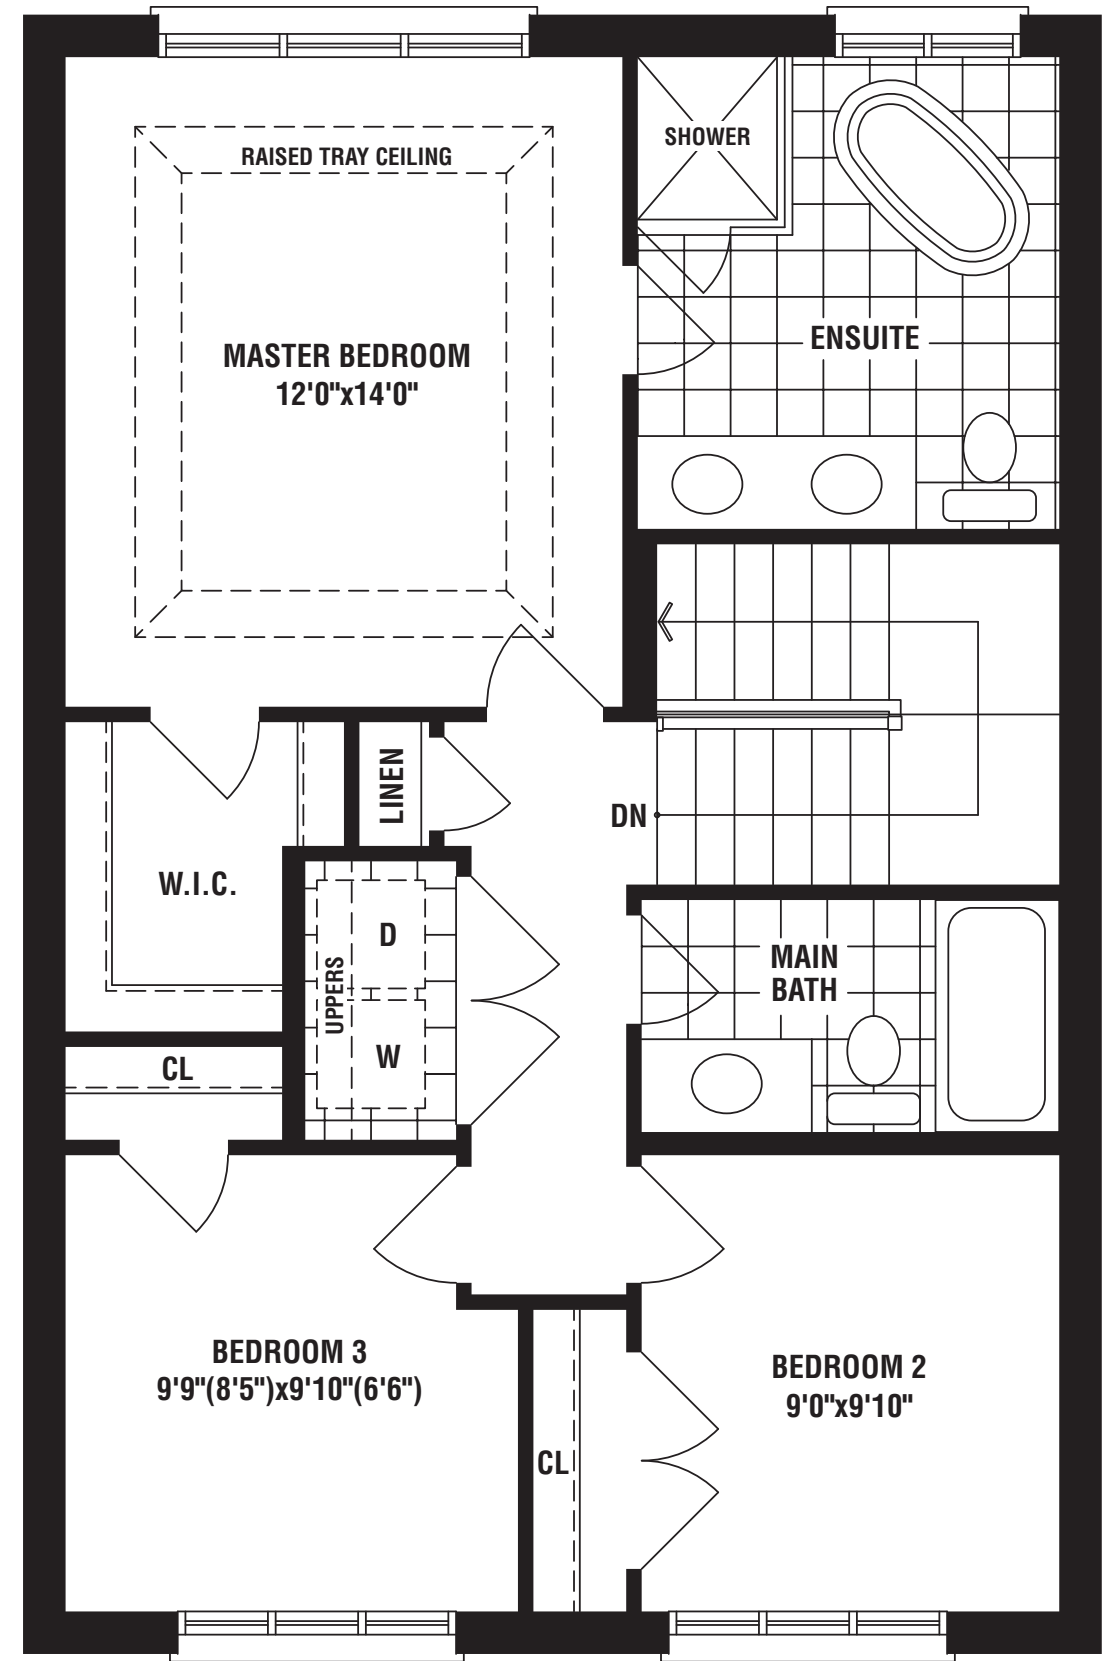 RAISED TRAY CEILING
SHOWER
MASTER BEDROOM
12'0"x14'0"
ENSUITE
LINEN
DN
W.I.C.
D
UPPERS
W
MAIN
BATH
CL
BEDROOM 3
9'9"(8'5")x9'10"(6'6")
BEDROOM 2
9'0"x9'10"
CL